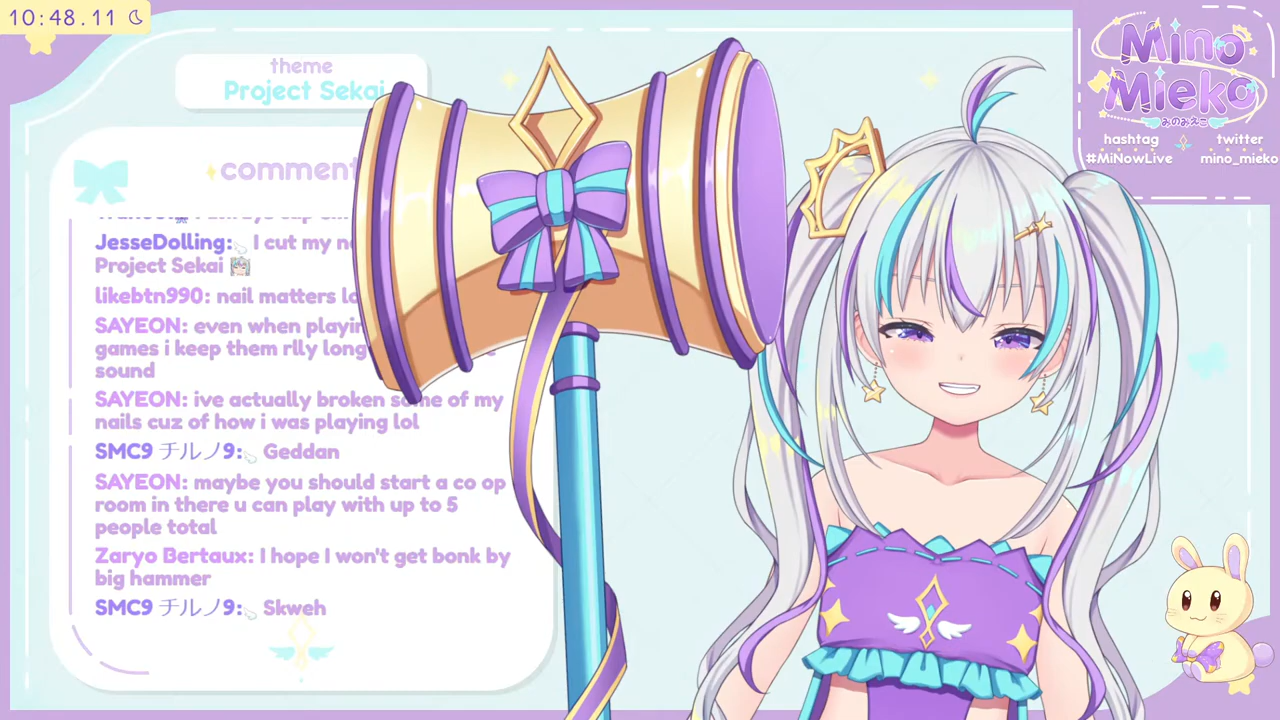 10:48.11
theme
Project Sekai
comment
JesseDolling: I cut my
Project Sekai
likebtn990: nail matters
SAYEON: even when
games i keep them rlly long
sound
SAYEON: ive actually broken some of my
nails cuz of how i was playing lol
SMC9 チルノ9: Geddan
SAYEON: maybe you should start a co op
room in there u can play with up to 5
people total
Zaryo Bertaux: I hope I won't get bonk by
big hammer
SMC9 チルノ9: Skweh
Mino
Mieko
みのみえこ
hashtag twitter
#MiNowLive mino_mieko